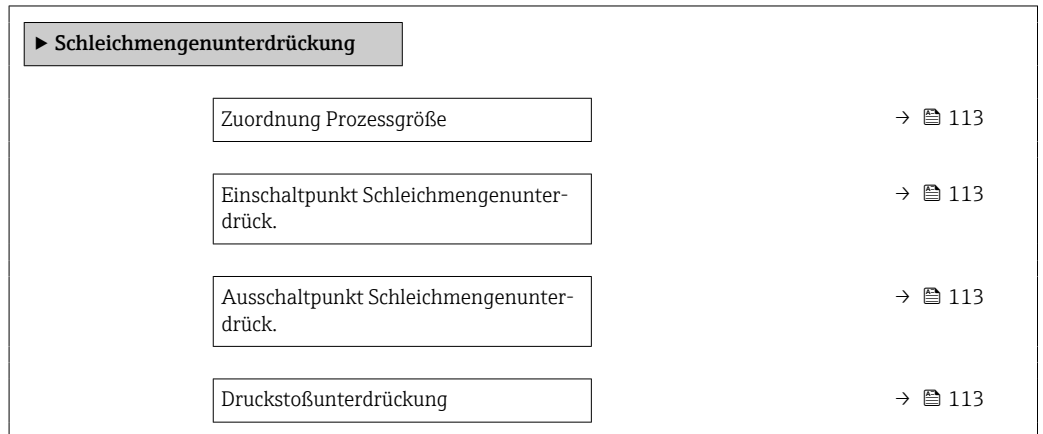 ▶ Schleichmengenunterdrückung
Zuordnung Prozessgröße → 113
Einschaltpunkt Schleichmengenunter-
drück. → 113
Ausschaltpunkt Schleichmengenunter-
drück. → 113
Druckstoßunterdrückung → 113